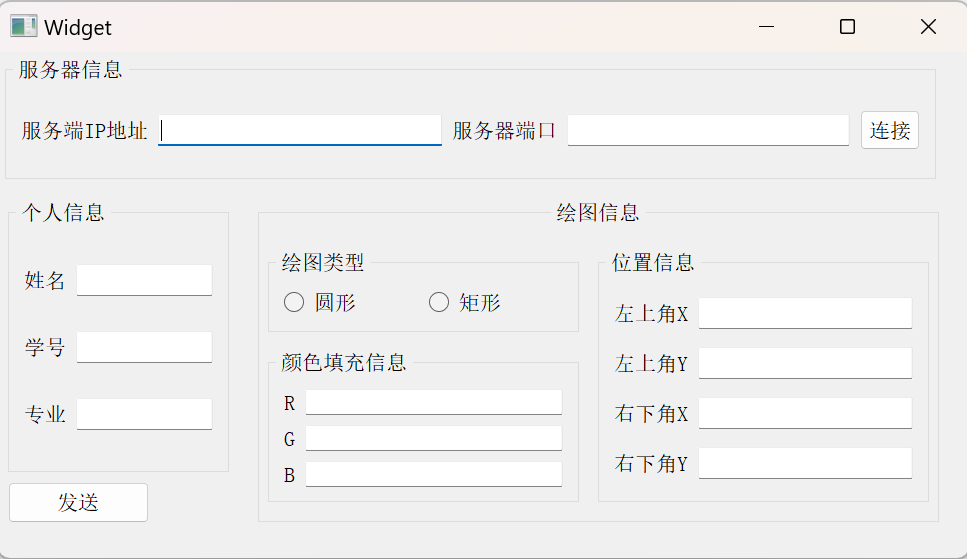 Widget
服务器信息
服务端IP地址 服务器端口 连接
个人信息
姓名
学号
专业
发送
绘图信息
绘图类型
圆形 矩形
颜色填充信息
R
G
B
位置信息
左上角X
左上角Y
右下角X
右下角Y